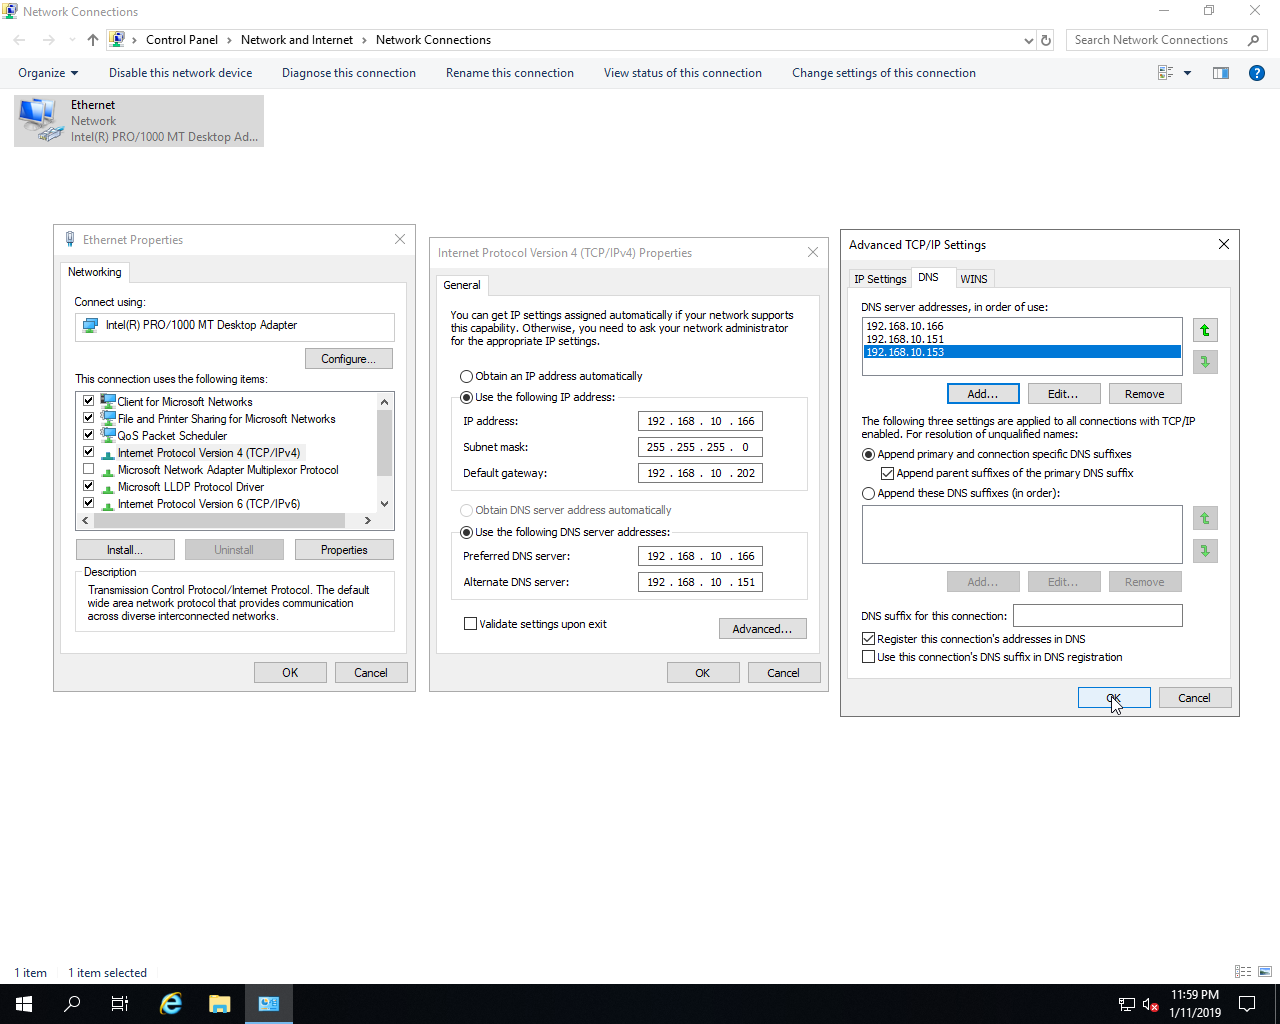 Network Connections
Control Panel
Network and Internet
Network Connections
Search Network Connections
Organize
Disable this network device
Diagnose this connection
Rename this connection
View status of this connection
Change settings of this connection
Ethernet
Network
Intel(R) PRO/1000 MT Desktop Ad...
Ethernet Properties
Networking
Connect using:
Intel(R) PRO/1000 MT Desktop Adapter
Configure...
This connection uses the following items:
Client for Microsoft Networks
File and Printer Sharing for Microsoft Networks
QoS Packet Scheduler
Internet Protocol Version 4 (TCP/IPv4)
Microsoft Network Adapter Multiplexor Protocol
Microsoft LLDP Protocol Driver
Internet Protocol Version 6 (TCP/IPv6)
Install...
Uninstall
Properties
Description
Transmission Control Protocol/Internet Protocol. The default
wide area network protocol that provides communication
across diverse interconnected networks.
OK
Cancel
Internet Protocol Version 4 (TCP/IPv4) Properties
General
You can get IP settings assigned automatically if your network supports
this capability. Otherwise, you need to ask your network administrator
for the appropriate IP settings.
Obtain an IP address automatically
Use the following IP address:
IP address:
192 . 168 . 10 . 166
Subnet mask:
255 . 255 . 255 . 0
Default gateway:
192 . 168 . 10 . 202
Obtain DNS server address automatically
Use the following DNS server addresses:
Preferred DNS server:
192 . 168 . 10 . 166
Alternate DNS server:
192 . 168 . 10 . 151
Validate settings upon exit
Advanced...
OK
Cancel
Advanced TCP/IP Settings
IP Settings
DNS
WINS
DNS server addresses, in order of use:
192.168.10.166
192.168.10.151
192.168.10.153
Add...
Edit...
Remove
The following three settings are applied to all connections with TCP/IP
enabled. For resolution of unqualified names:
Append primary and connection specific DNS suffixes
Append parent suffixes of the primary DNS suffix
Append these DNS suffixes (in order):
Add...
Edit...
Remove
DNS suffix for this connection:
Register this connection's addresses in DNS
Use this connection's DNS suffix in DNS registration
OK
Cancel
1 item
1 item selected
11:59 PM
1/11/2019